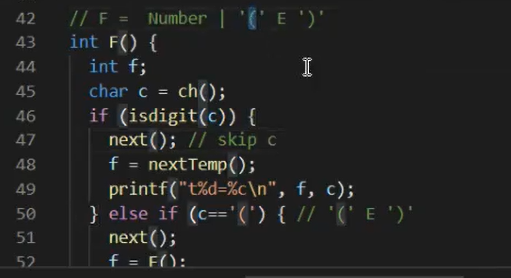 42 // F =  Number | '(' E ')'
43 int F() {
44   int f;
45   char c = ch();
46   if (isdigit(c)) {
47     next(); // skip c
48     f = nextTemp();
49     printf("t%d=%c\n", f, c);
50   } else if (c=='(') { // '(' E ')'
51     next();
52     f = E();